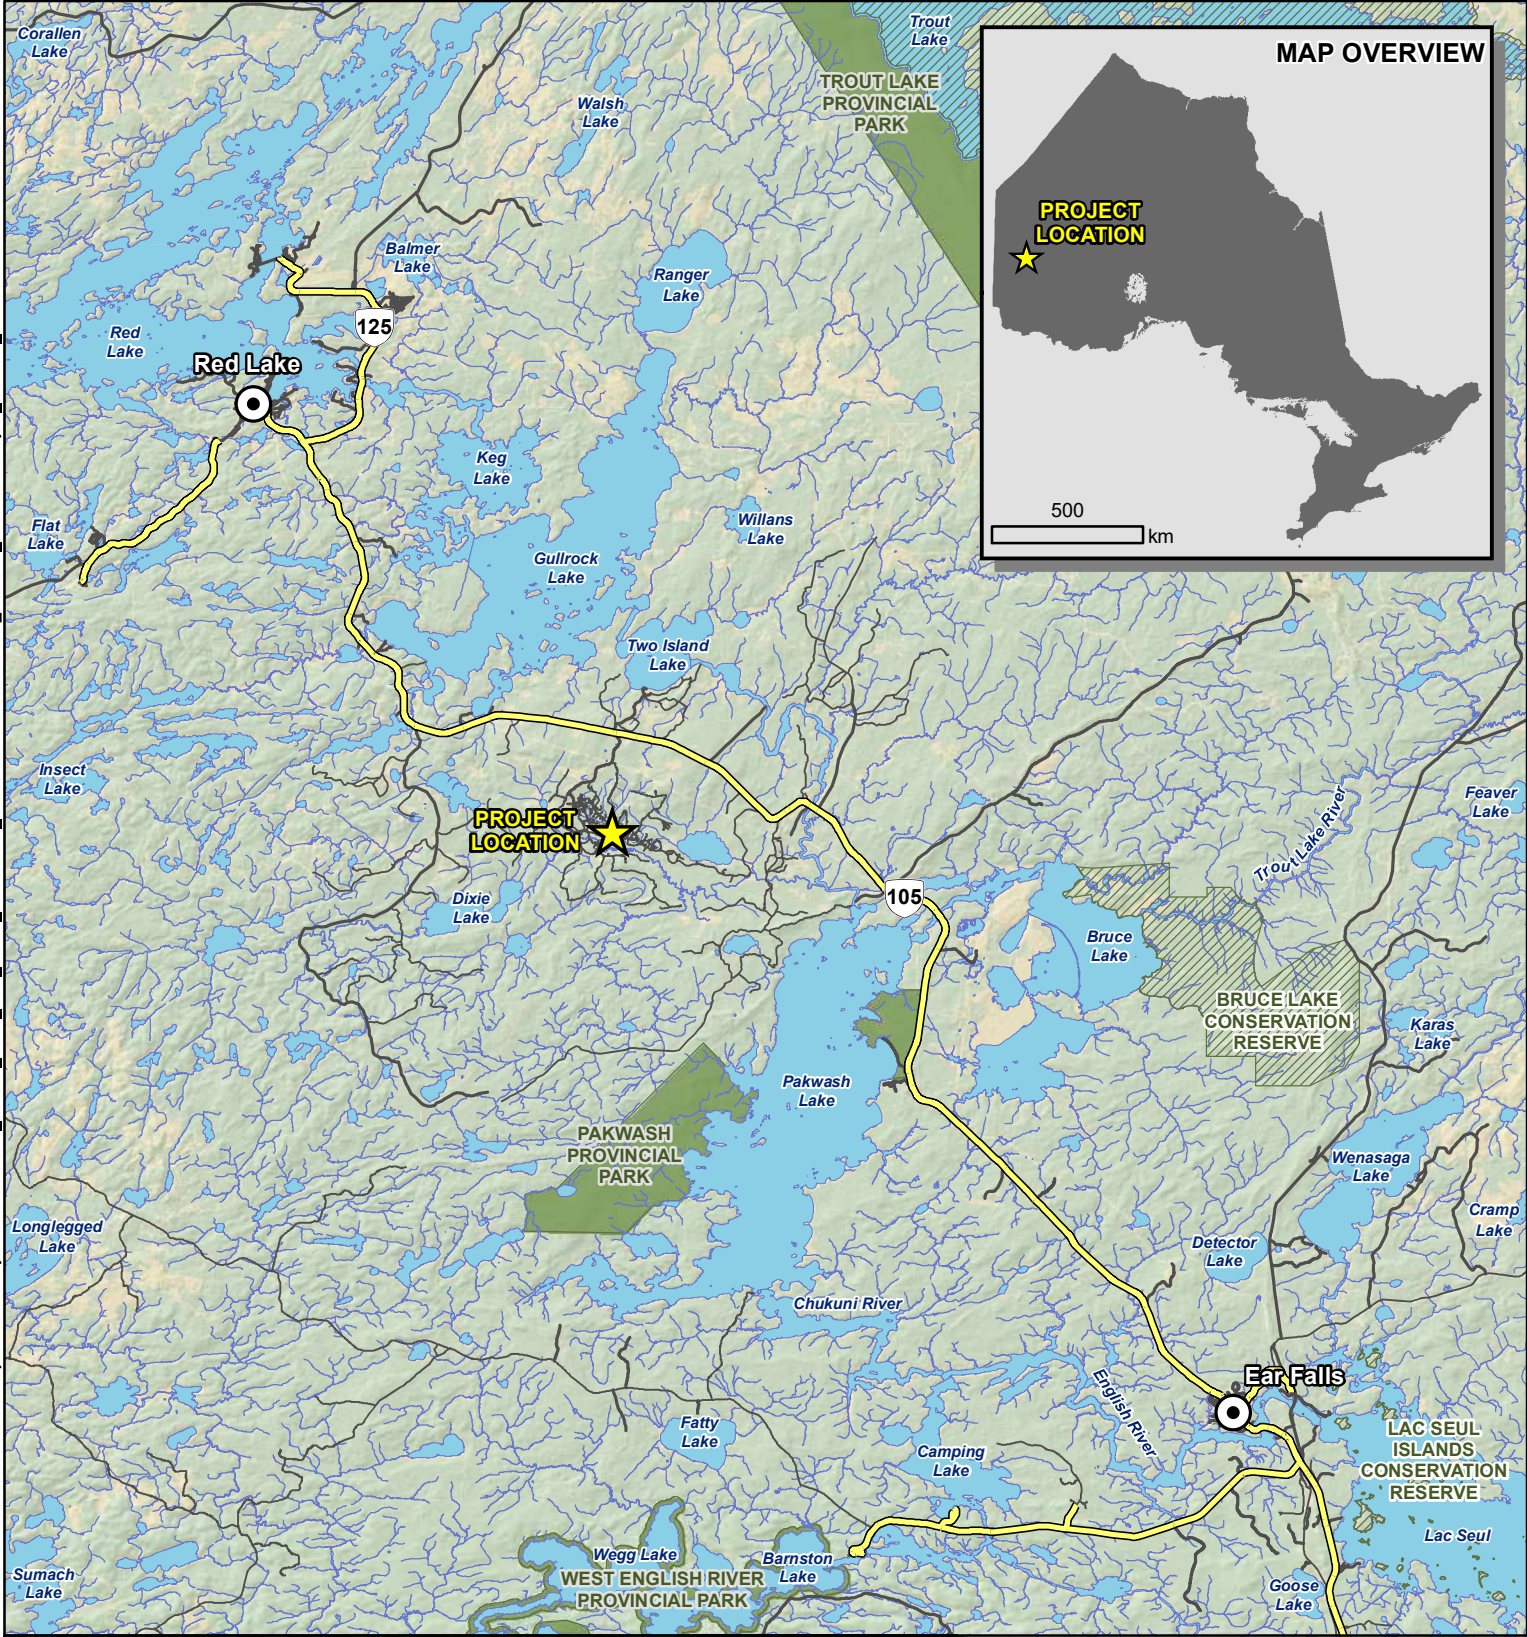 Corallen
Lake
Trout
Lake
MAP OVERVIEW
TROUT LAKE
PROVINCIAL
PARK
Walsh
Lake
PROJECT
LOCATION
Balmer
Lake
Ranger
Lake
125
Red
Lake
Red Lake
Keg
Lake
500
km
Flat
Lake
Willans
Lake
Gullrock
Lake
Two Island
Lake
Insect
Lake
Feaver
Lake
PROJECT
LOCATION
Trout Lake River
105
Dixie
Lake
Bruce
Lake
BRUCE LAKE
CONSERVATION
RESERVE
Karas
Lake
Pakwash
Lake
PAKWASH
PROVINCIAL
PARK
Wenasaga
Lake
Longlegged
Lake
Cramp
Lake
Detector
Lake
Chukuni River
Ear Falls
English River
Fatty
Lake
Camping
Lake
LAC SEUL
ISLANDS
CONSERVATION
RESERVE
Lac Seul
Wegg Lake
Barnston
Lake
WEST ENGLISH RIVER
PROVINCIAL PARK
Sumach
Lake
Goose
Lake